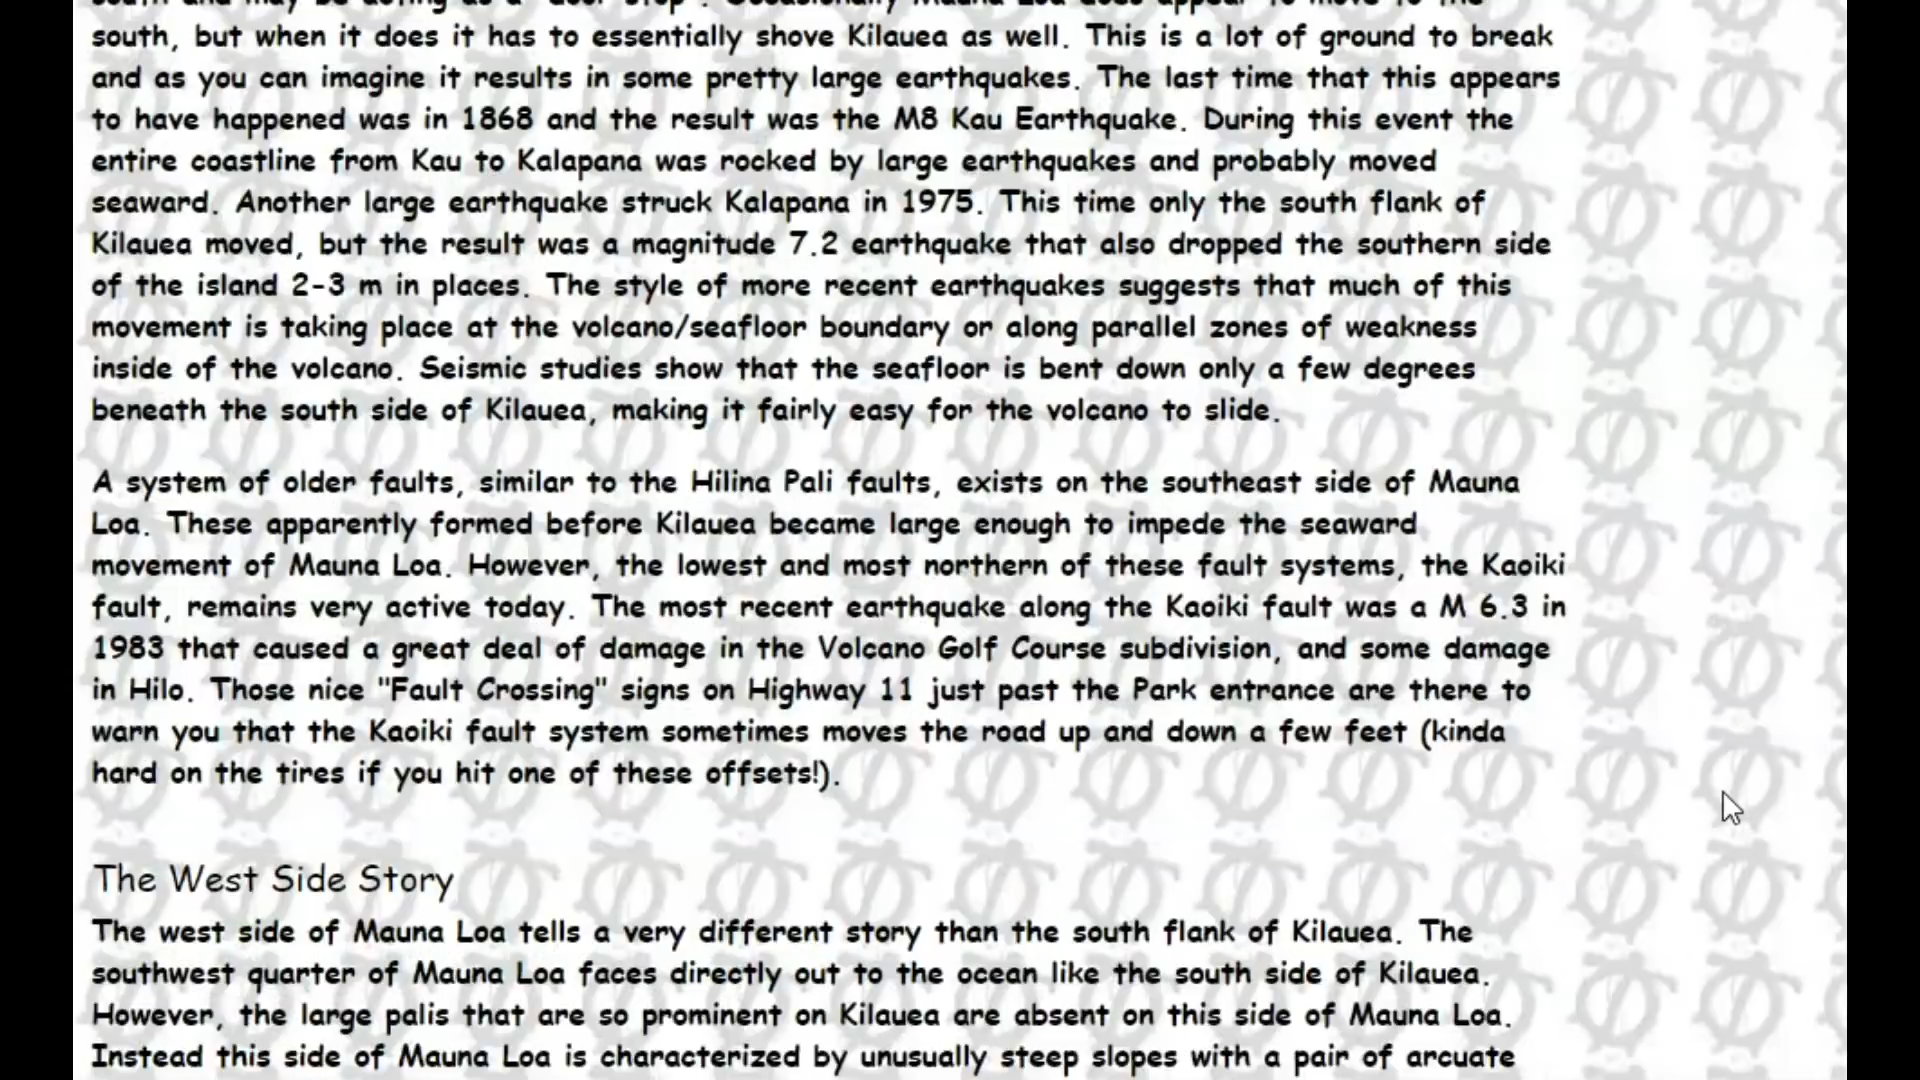 south and may be acting as a "door stop". Occasionally Mauna Loa does appear to move to the
south, but when it does it has to essentially shove Kilauea as well. This is a lot of ground to break
and as you can imagine it results in some pretty large earthquakes. The last time that this appears
to have happened was in 1868 and the result was the M8 Kau Earthquake. During this event the
entire coastline from Kau to Kalapana was rocked by large earthquakes and probably moved
seaward. Another large earthquake struck Kalapana in 1975. This time only the south flank of
Kilauea moved, but the result was a magnitude 7.2 earthquake that also dropped the southern side
of the island 2-3 m in places. The style of more recent earthquakes suggests that much of this
movement is taking place at the volcano/seafloor boundary or along parallel zones of weakness
inside of the volcano. Seismic studies show that the seafloor is bent down only a few degrees
beneath the south side of Kilauea, making it fairly easy for the volcano to slide.
A system of older faults, similar to the Hilina Pali faults, exists on the southeast side of Mauna
Loa. These apparently formed before Kilauea became large enough to impede the seaward
movement of Mauna Loa. However, the lowest and most northern of these fault systems, the Kaoiki
fault, remains very active today. The most recent earthquake along the Kaoiki fault was a M 6.3 in
1983 that caused a great deal of damage in the Volcano Golf Course subdivision, and some damage
in Hilo. Those nice "Fault Crossing" signs on Highway 11 just past the Park entrance are there to
warn you that the Kaoiki fault system sometimes moves the road up and down a few feet (kinda
hard on the tires if you hit one of these offsets!).
The West Side Story
The west side of Mauna Loa tells a very different story than the south flank of Kilauea. The
southwest quarter of Mauna Loa faces directly out to the ocean like the south side of Kilauea.
However, the large palis that are so prominent on Kilauea are absent on this side of Mauna Loa.
Instead this side of Mauna Loa is characterized by unusually steep slopes with a pair of arcuate